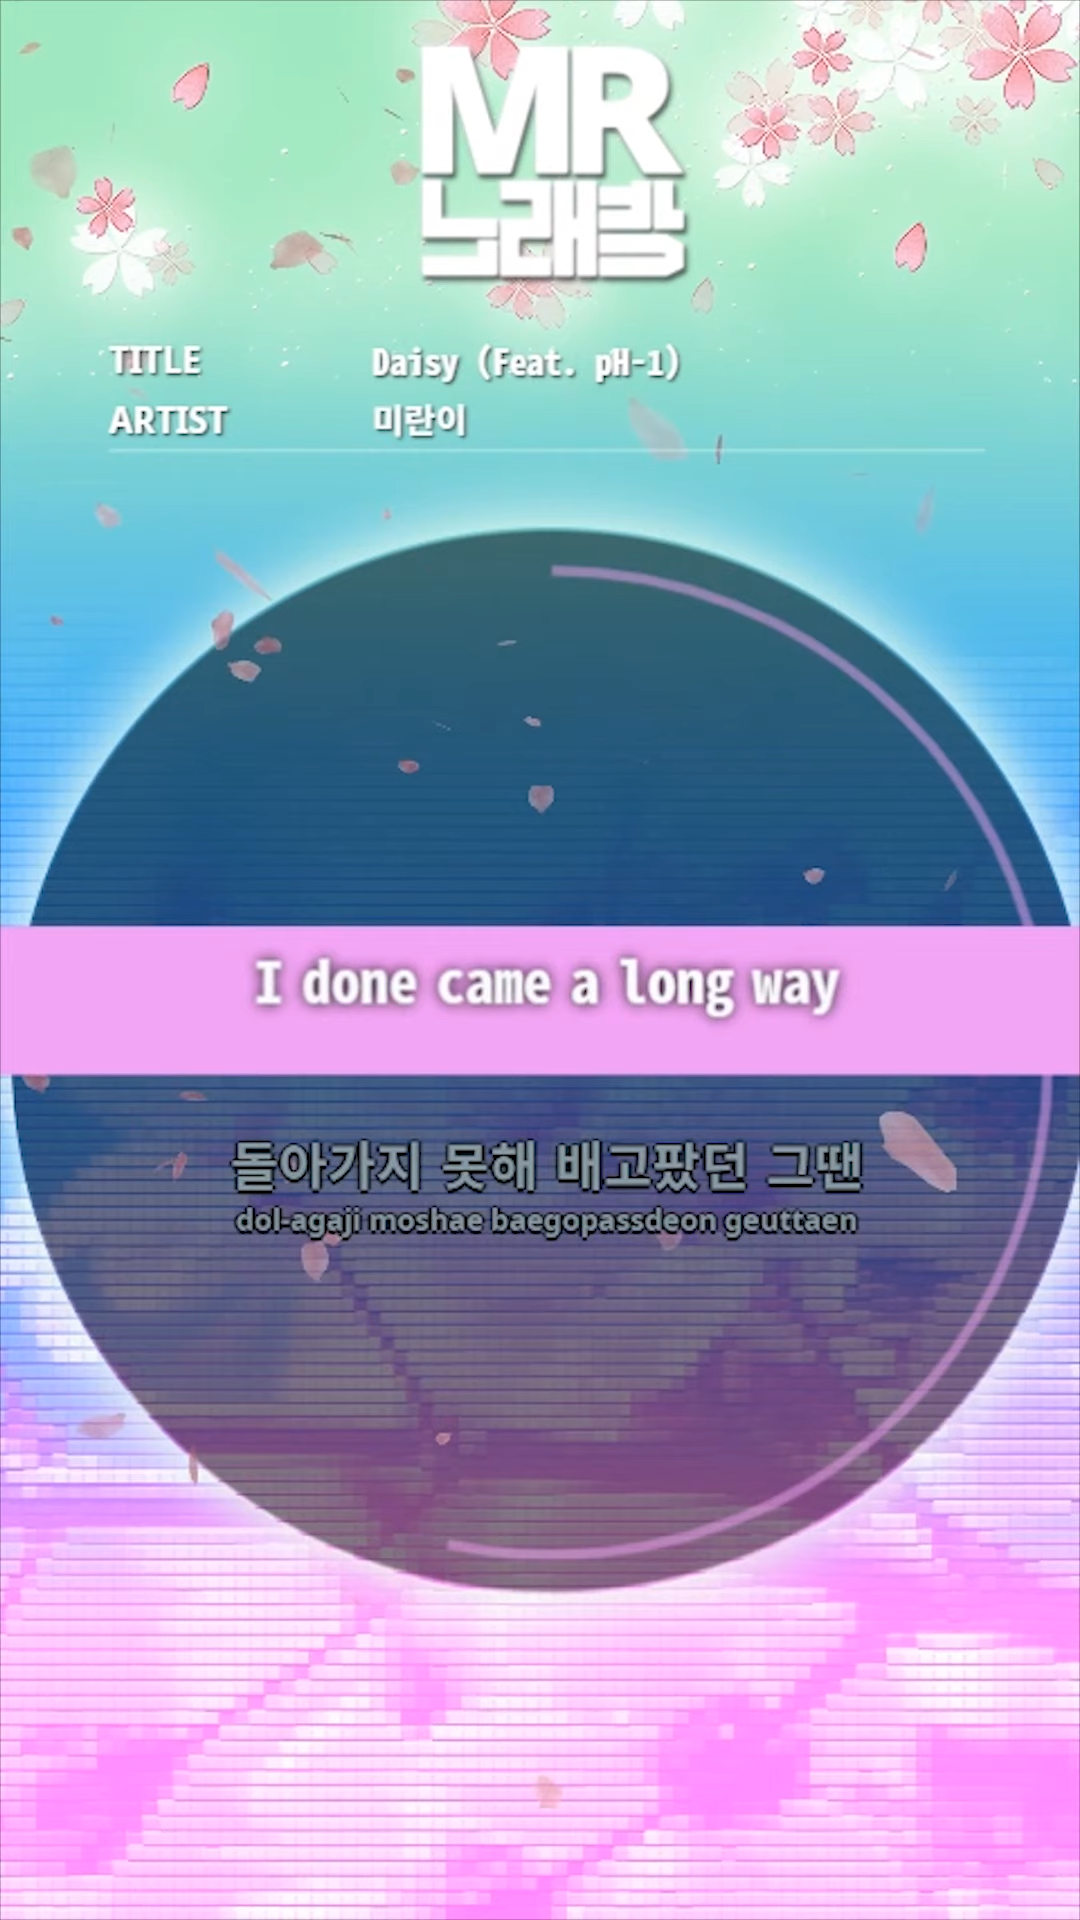 MR
노래방
TITLE Daisy (Feat. pH-1)
ARTIST 미란이
I done came a long way
돌아가지 못해 배고팠던 그땐
dol-agaji moshae baegopassdeon geuttaen